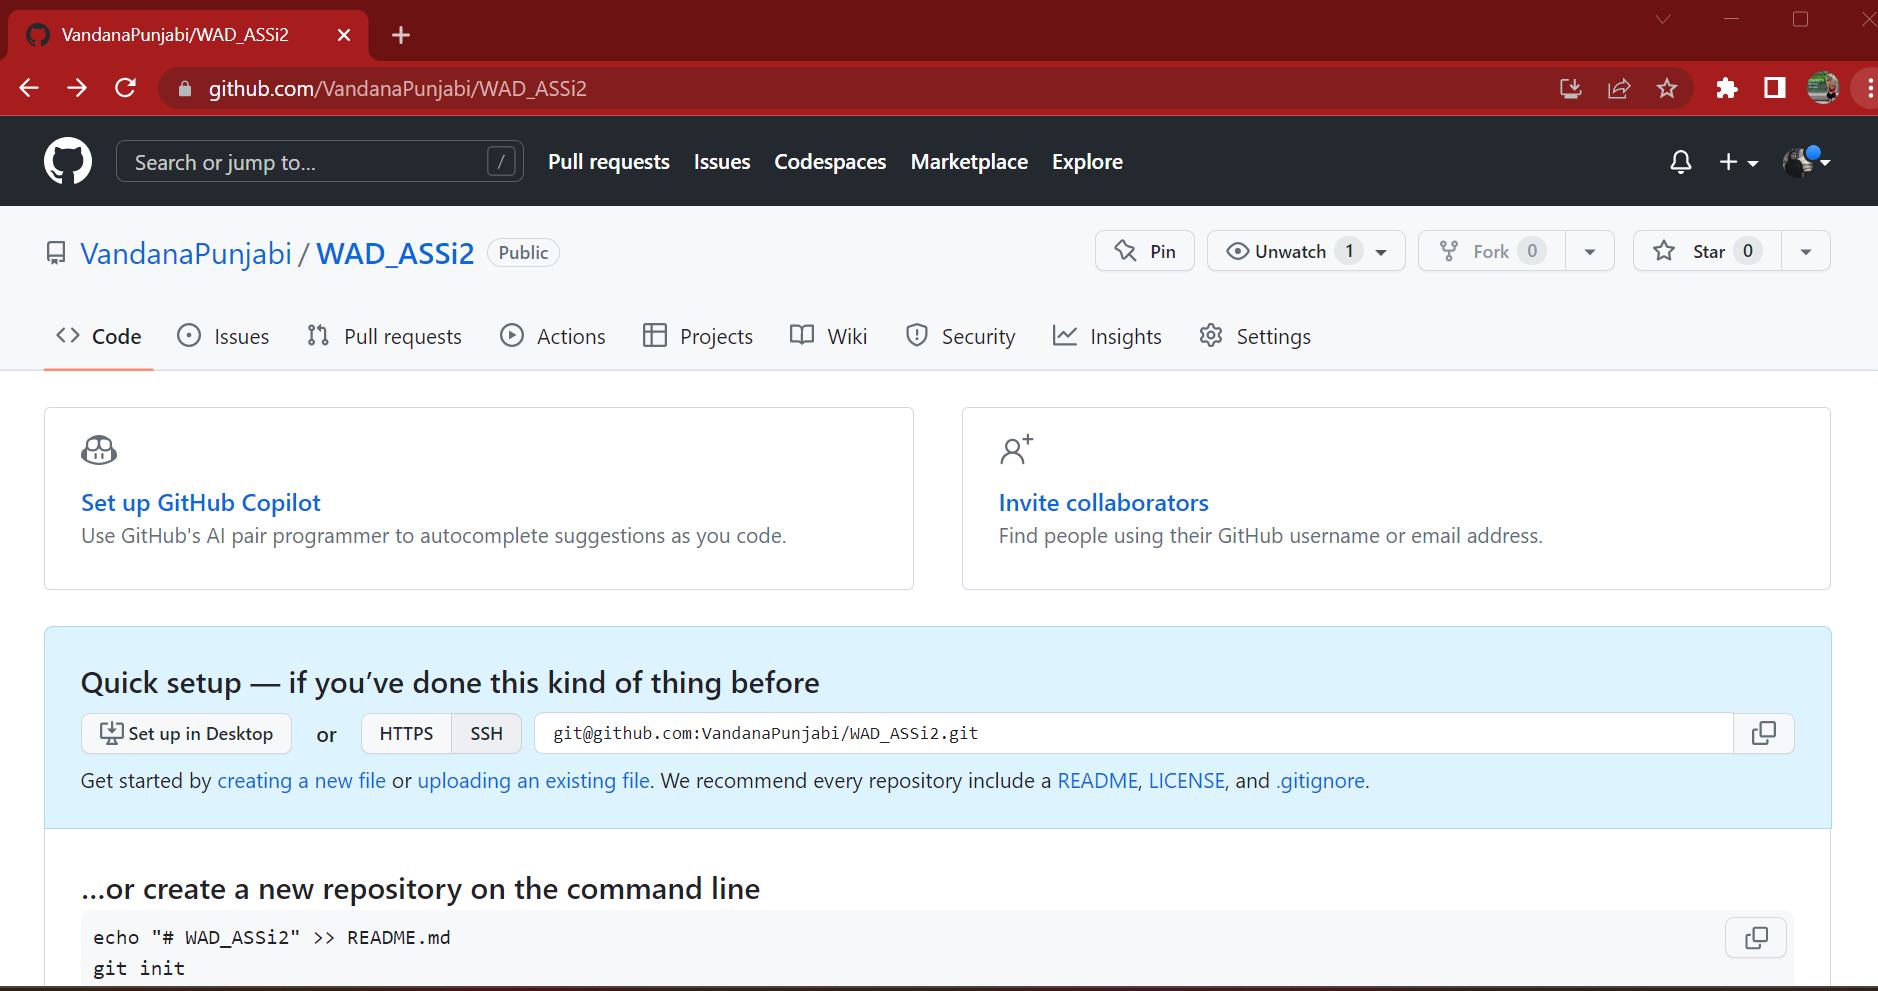 VandanaPunjabi/WAD_ASSi2
github.com/VandanaPunjabi/WAD_ASSi2
Search or jump to... /
Pull requests Issues Codespaces Marketplace Explore
VandanaPunjabi / WAD_ASSi2 Public
Pin Unwatch 1 Fork 0 Star 0
Code Issues Pull requests Actions Projects Wiki Security Insights Settings
Set up GitHub Copilot
Use GitHub's AI pair programmer to autocomplete suggestions as you code.
Invite collaborators
Find people using their GitHub username or email address.
Quick setup — if you’ve done this kind of thing before
Set up in Desktop or HTTPS SSH git@github.com:VandanaPunjabi/WAD_ASSi2.git
Get started by creating a new file or uploading an existing file. We recommend every repository include a README, LICENSE, and .gitignore.
…or create a new repository on the command line
echo "# WAD_ASSi2" >> README.md
git init